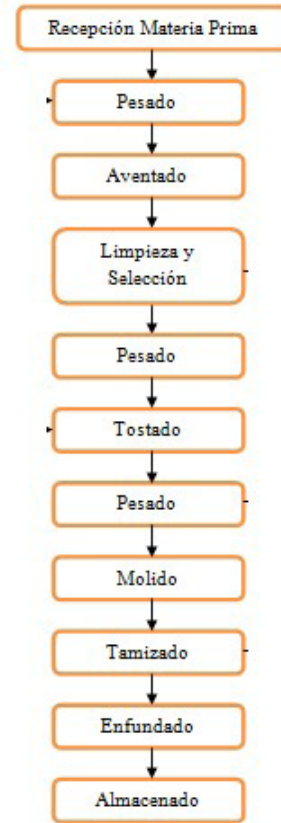 Recepción Materia Prima
Pesado
Aventado
Limpieza y
Selección
Pesado
Tostado
Pesado
Molido
Tamizado
Enfundado
Almacenado